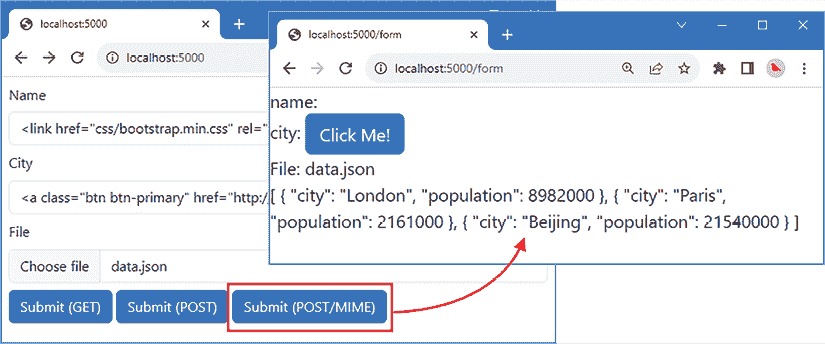 localhost:5000
localhost:5000
Name
<link href="css/bootstrap.min.css" rel="
City
<a class="btn btn-primary" href="http:/
File
Choose file data.json
Submit (GET) Submit (POST) Submit (POST/MIME)
localhost:5000/form
localhost:5000/form
name:
city: Click Me!
File: data.json
[ { "city": "London", "population": 8982000 }, { "city": "Paris",
"population": 2161000 }, { "city": "Beijing", "population": 21540000 } ]